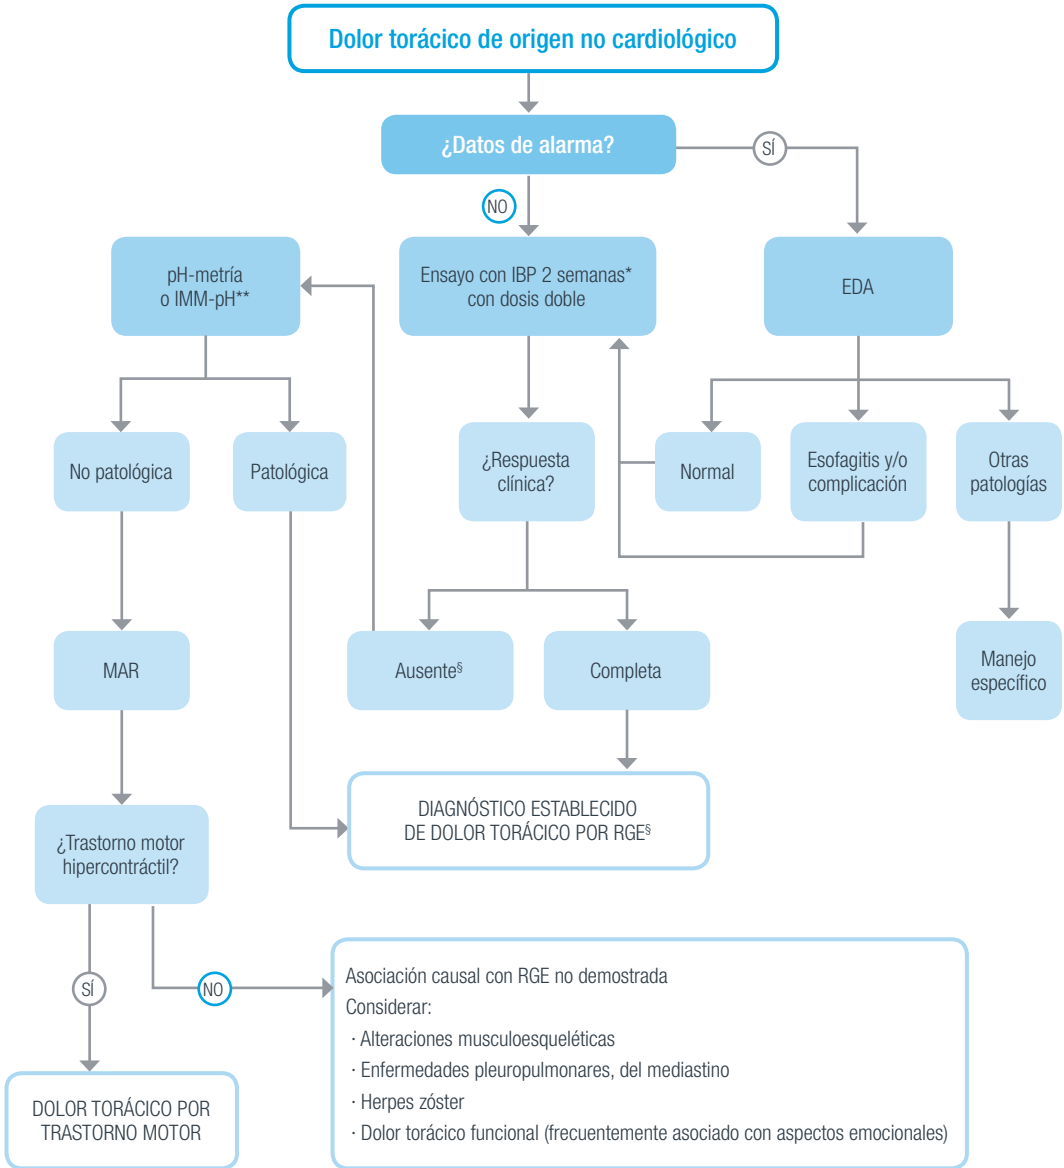 Dolor torácico de origen no cardiológico
¿Datos de alarma?
SÍ
NO
pH-metría
o IMM-pH**
Ensayo con IBP 2 semanas*
con dosis doble
EDA
No patológica
Patológica
¿Respuesta
clínica?
Normal
Esofagitis y/o
complicación
Otras
patologías
MAR
Ausente§
Completa
Manejo
específico
¿Trastorno motor
hipercontráctil?
DIAGNÓSTICO ESTABLECIDO
DE DOLOR TORÁCICO POR RGE§
SÍ
NO
Asociación causal con RGE no demostrada
Considerar:
· Alteraciones musculoesqueléticas
· Enfermedades pleuropulmonares, del mediastino
· Herpes zóster
· Dolor torácico funcional (frecuentemente asociado con aspectos emocionales)
DOLOR TORÁCICO POR
TRASTORNO MOTOR